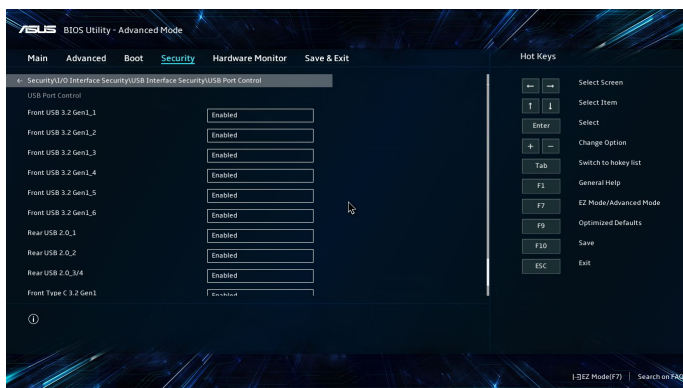 ASUS BIOS Utility - Advanced Mode
Main Advanced Boot Security Hardware Monitor Save & Exit
Hot Keys
← Security\I/O Interface Security\USB Interface Security\USB Port Control
USB Port Control
Front USB 3.2 Gen1_1 Enabled
Front USB 3.2 Gen1_2 Enabled
Front USB 3.2 Gen1_3 Enabled
Front USB 3.2 Gen1_4 Enabled
Front USB 3.2 Gen1_5 Enabled
Front USB 3.2 Gen1_6 Enabled
Rear USB 2.0_1 Enabled
Rear USB 2.0_2 Enabled
Rear USB 2.0_3/4 Enabled
Front Type C 3.2 Gen1 Enabled
← → Select Screen
↑ ↓ Select Item
Enter Select
+ − Change Option
Tab Switch to hokey list
F1 General Help
F7 EZ Mode/Advanced Mode
F9 Optimized Defaults
F10 Save
ESC Exit
EZ Mode(F7) | Search on FAQ